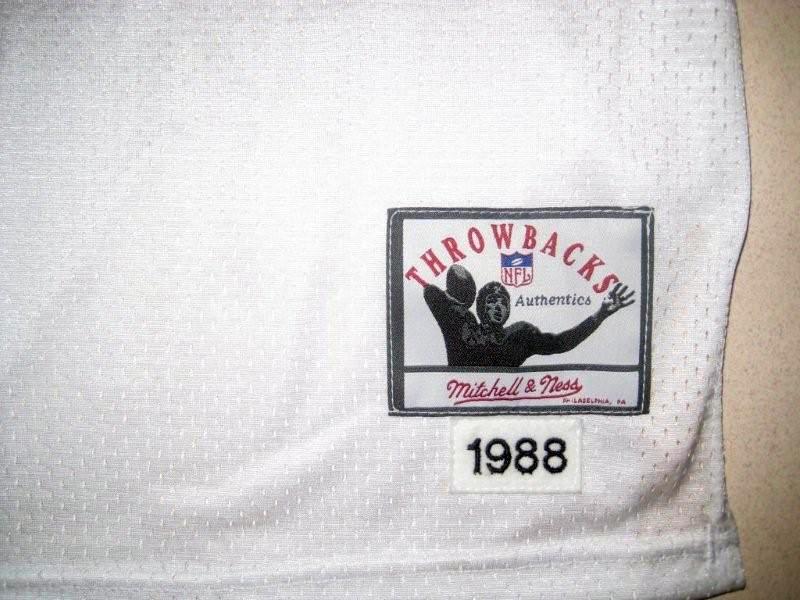 THROWBACKS
NFL
Authentics
Mitchell & Ness
PHILADELPHIA, PA
1988